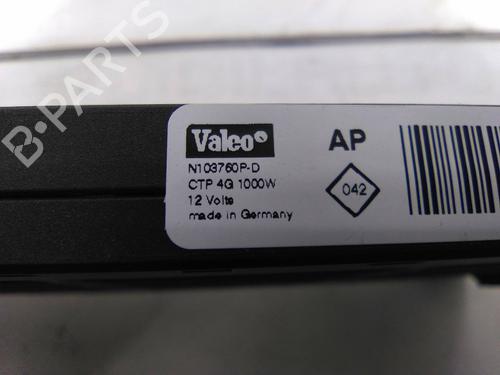 B-PARTS
Valeo
AP
N103760P-D
CTP 4G 1000W
12 Volts
made in Germany
042